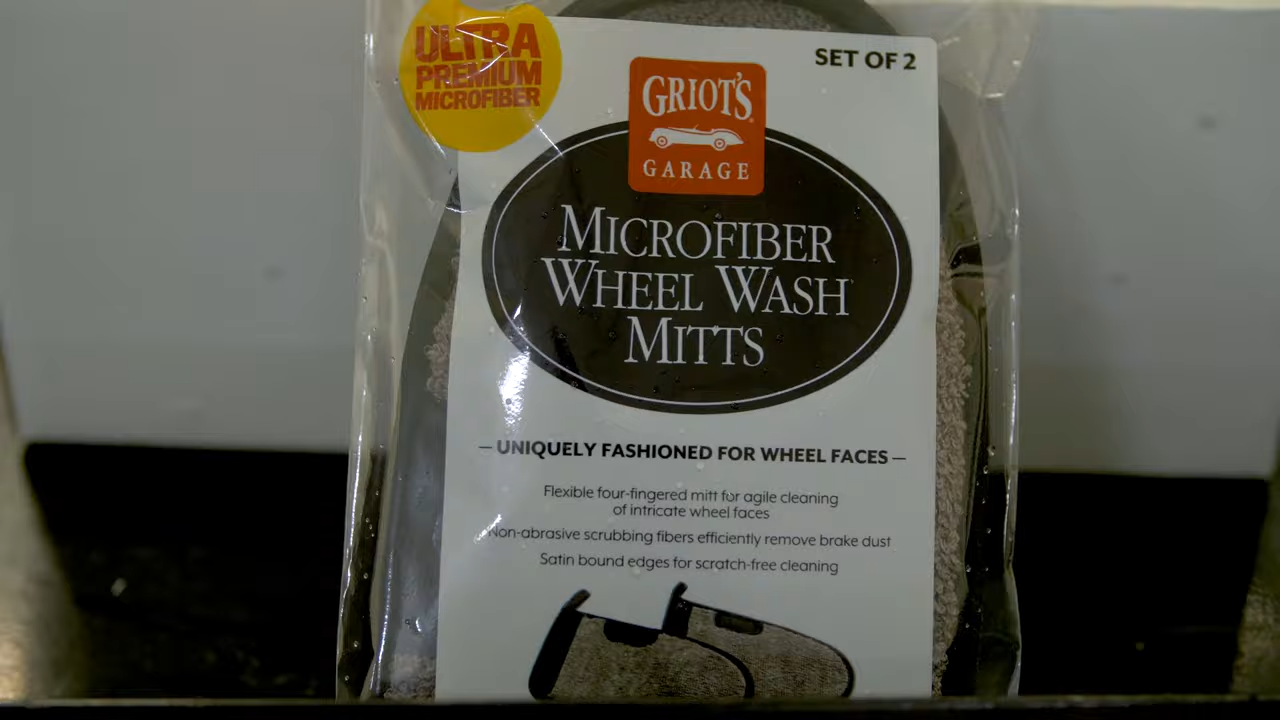 ULTRA
PREMIUM
MICROFIBER
SET OF 2
GRIOT'S
GARAGE
MICROFIBER
WHEEL WASH
MITTS
— UNIQUELY FASHIONED FOR WHEEL FACES —
Flexible four-fingered mitt for agile cleaning
of intricate wheel faces
Non-abrasive scrubbing fibers efficiently remove brake dust
Satin bound edges for scratch-free cleaning